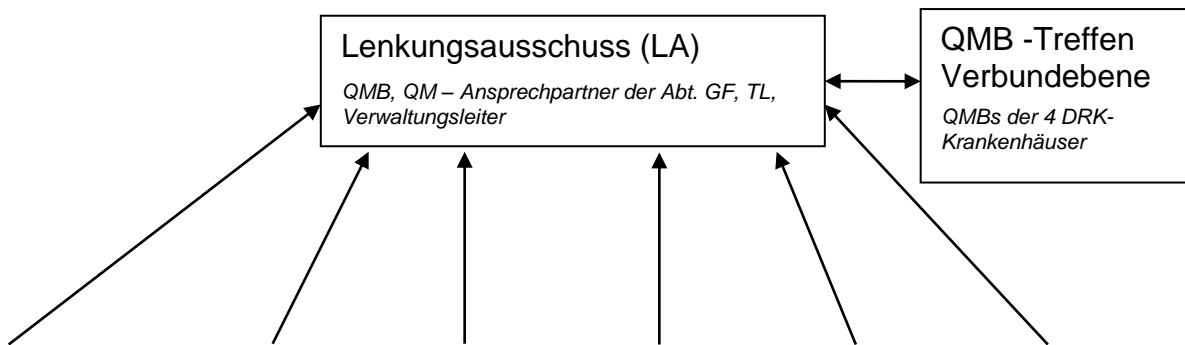 Lenkungsausschuss (LA)
QMB, QM – Ansprechpartner der Abt. GF, TL,
Verwaltungsleiter
QMB -Treffen
Verbundebene
QMBs der 4 DRK-
Krankenhäuser